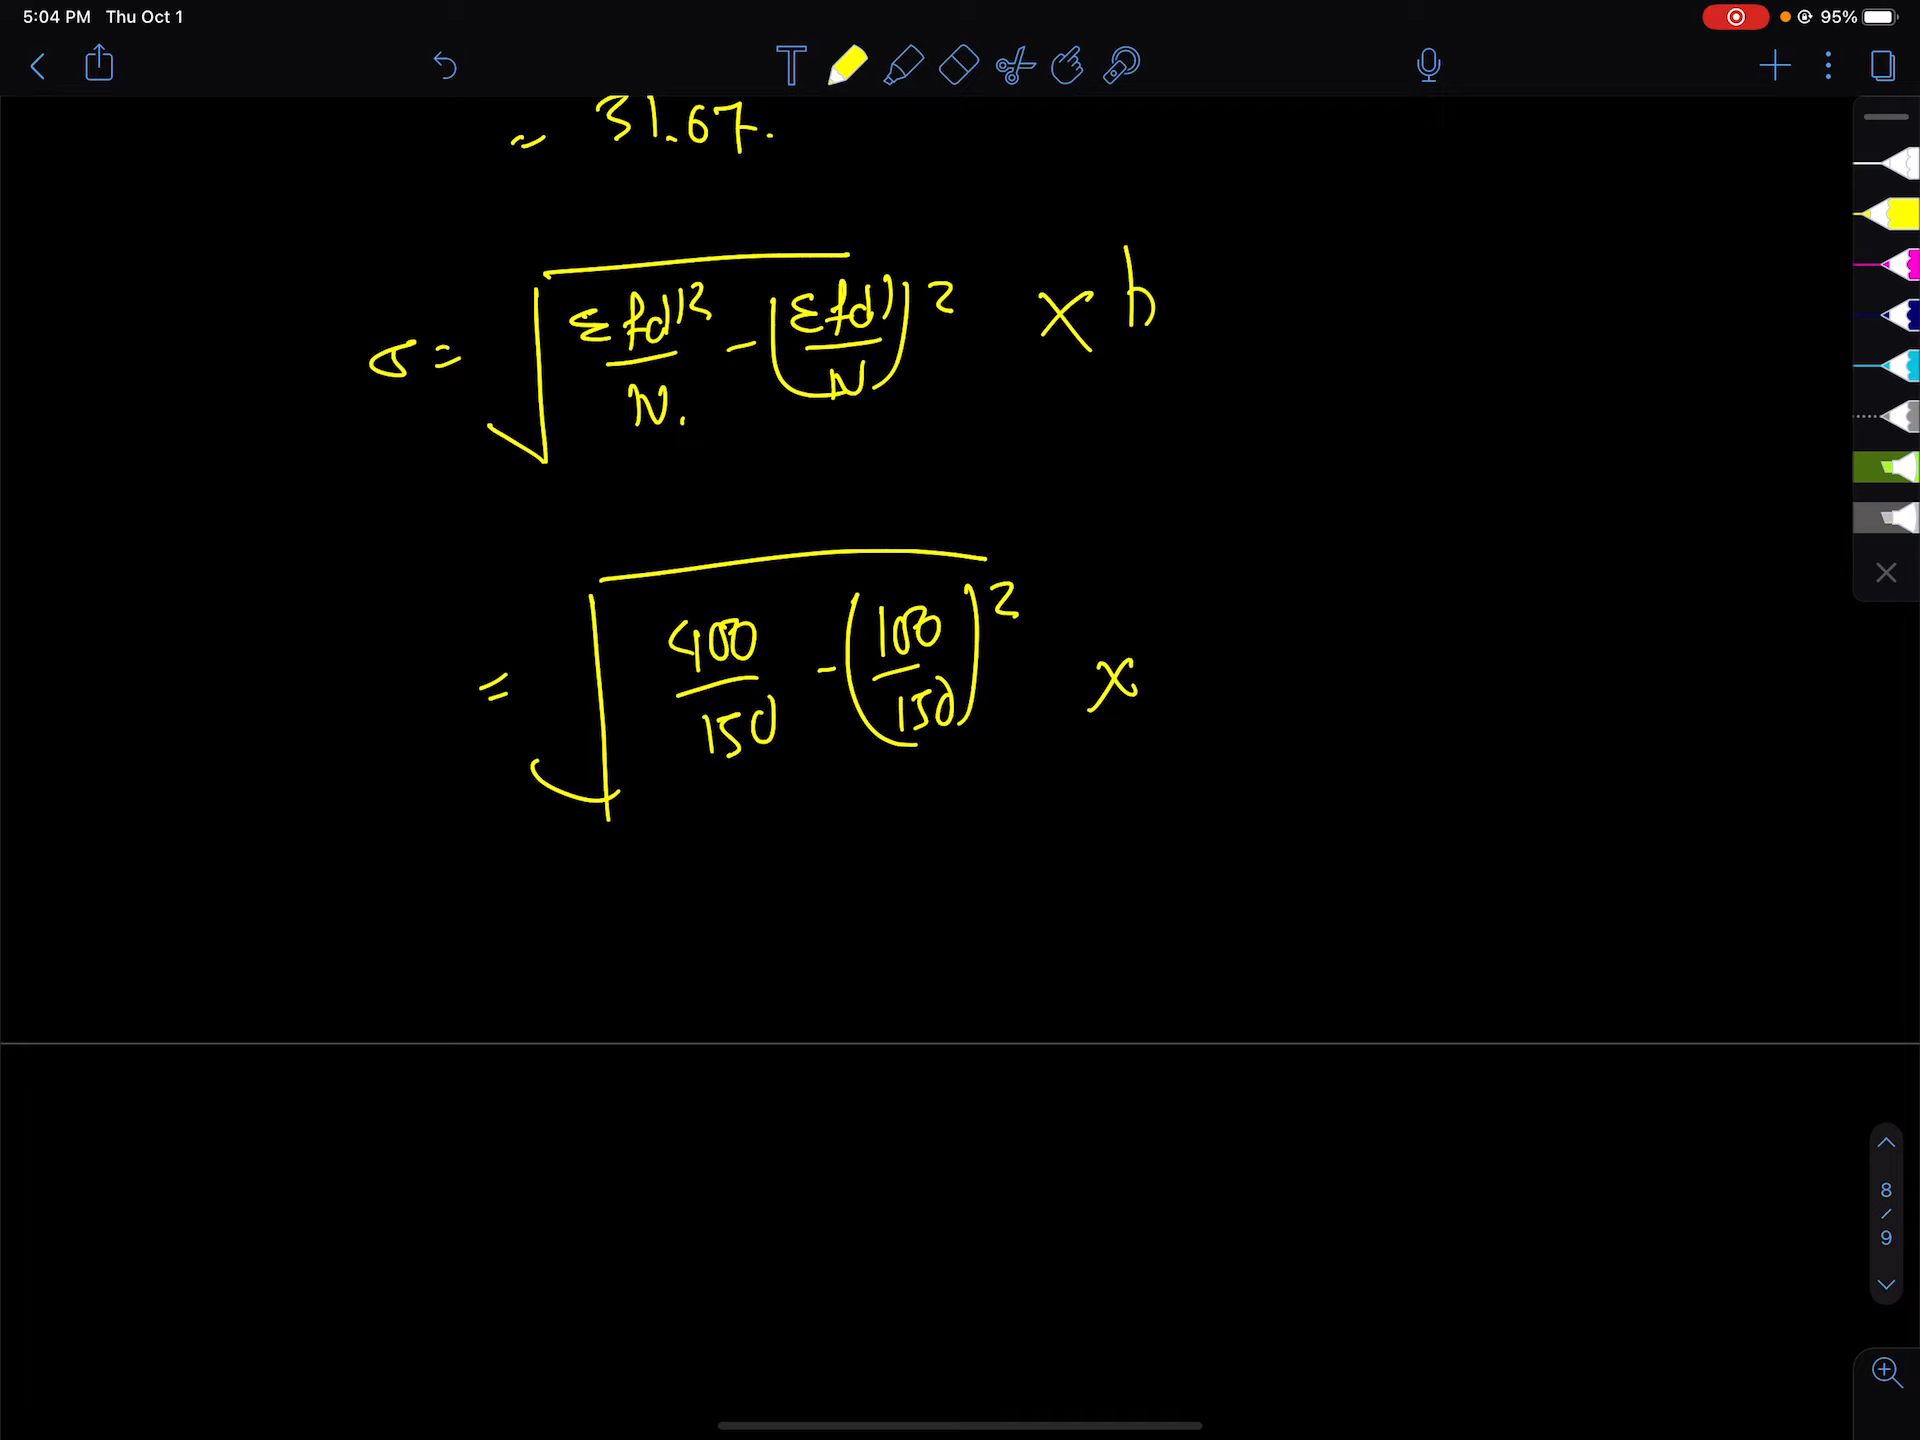 5:04 PM Thu Oct 1
95%
T
= 31.67.
σ = √(Σfd'²/N. - (Σfd'/N)²) × h
= √(400/150 - (100/150)²) ×
8
/
9